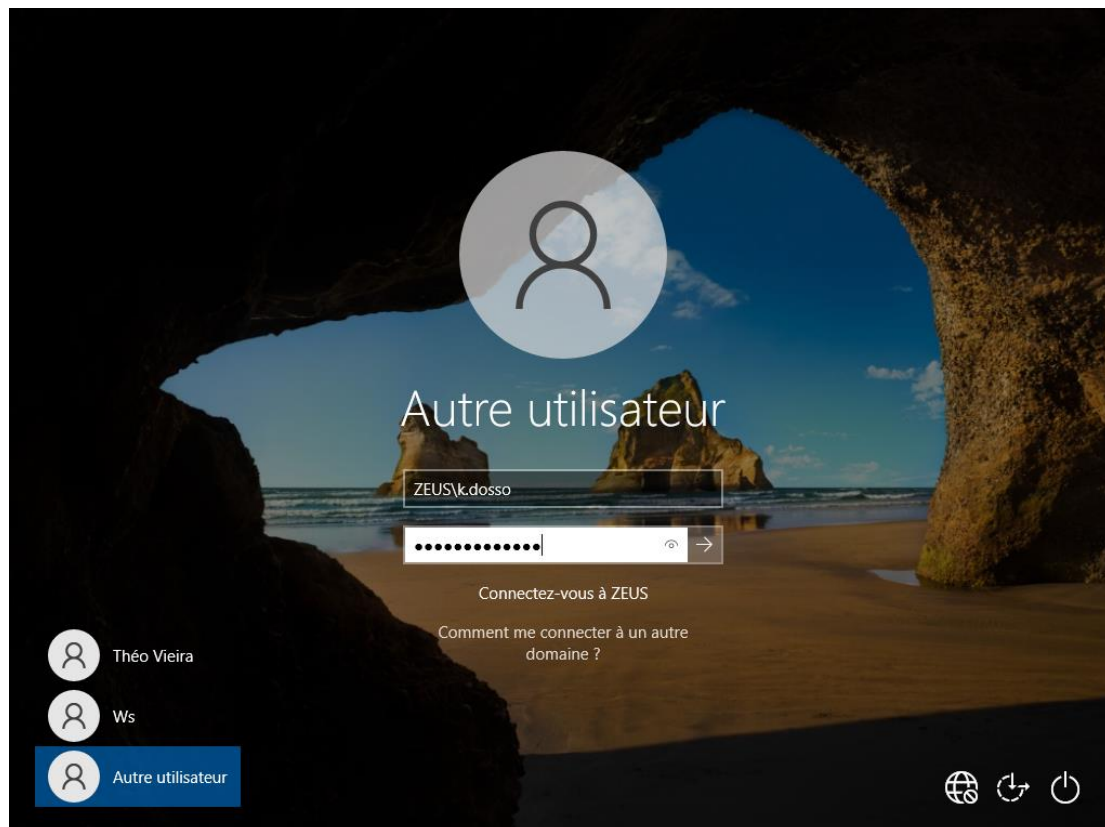 Autre utilisateur
ZEUS\k.dosso
Connectez-vous à ZEUS
Comment me connecter à un autre
domaine ?
Théo Vieira
Ws
Autre utilisateur